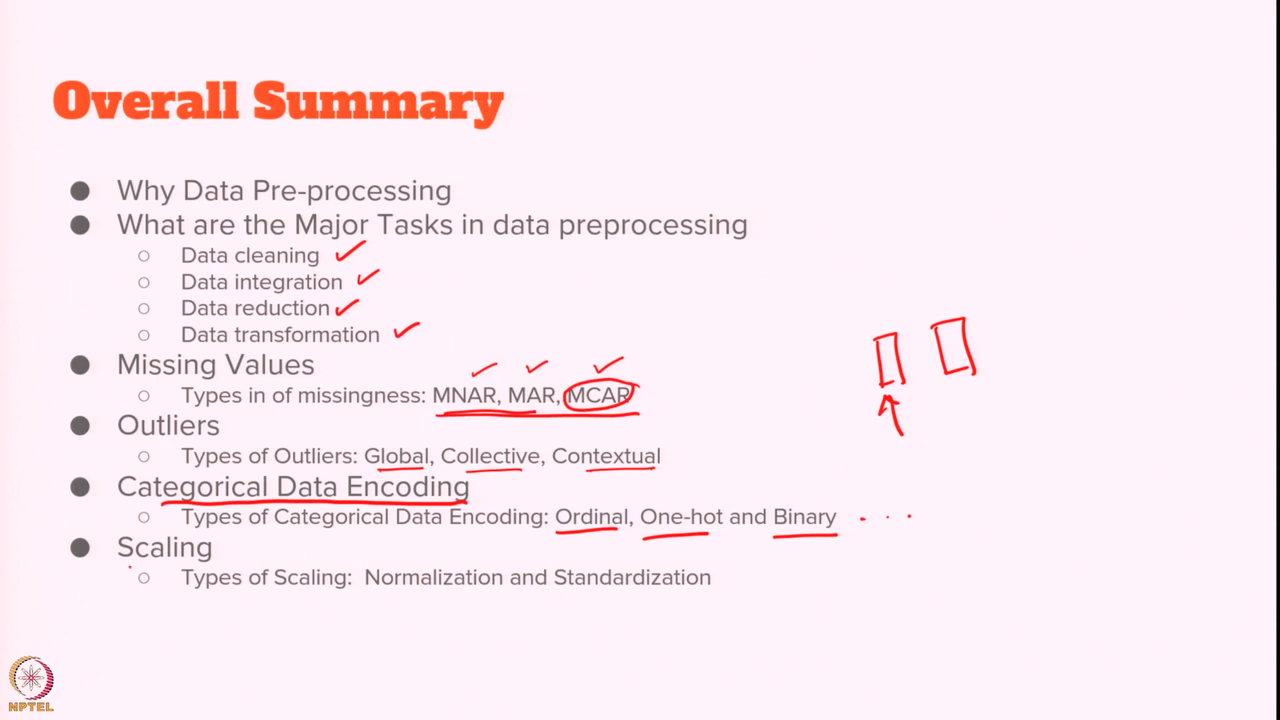 Overall Summary
● Why Data Pre-processing
● What are the Major Tasks in data preprocessing
○ Data cleaning
○ Data integration
○ Data reduction
○ Data transformation
● Missing Values
○ Types in of missingness: MNAR, MAR, MCAR
● Outliers
○ Types of Outliers: Global, Collective, Contextual
● Categorical Data Encoding
○ Types of Categorical Data Encoding: Ordinal, One-hot and Binary ...
● Scaling
○ Types of Scaling: Normalization and Standardization
NPTEL